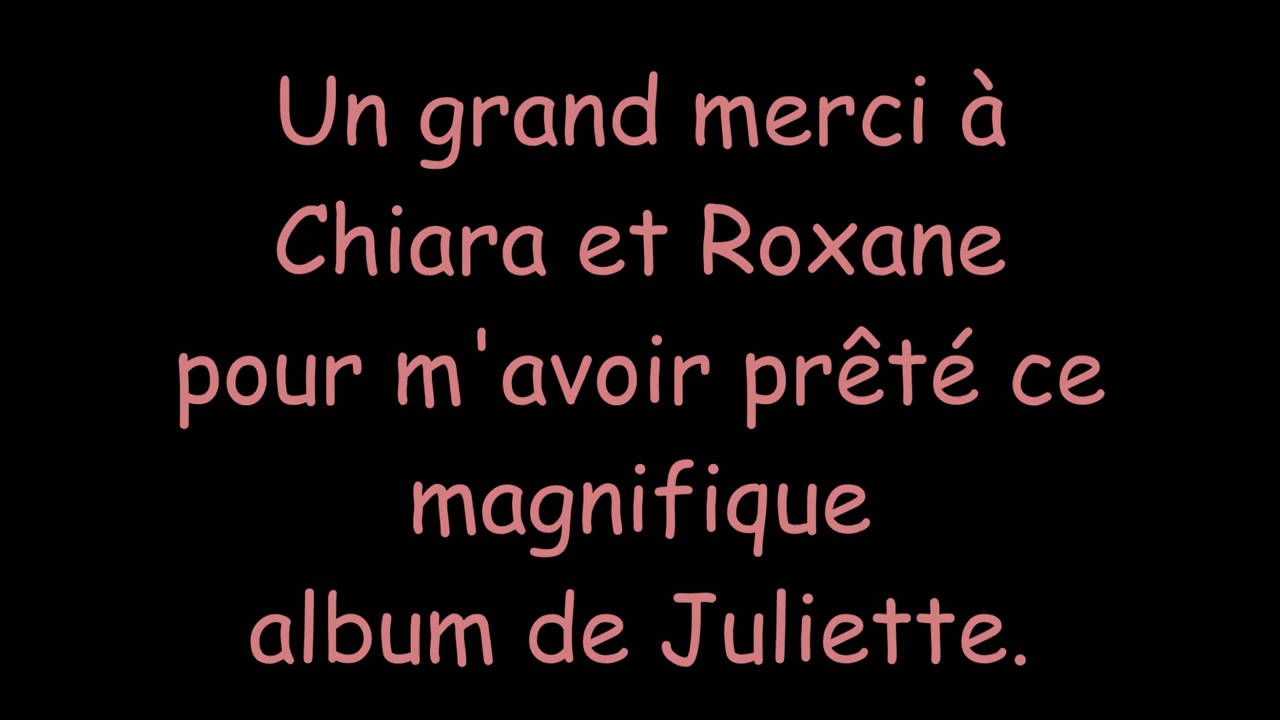 Un grand merci à
Chiara et Roxane
pour m'avoir prêté ce
magnifique
album de Juliette.